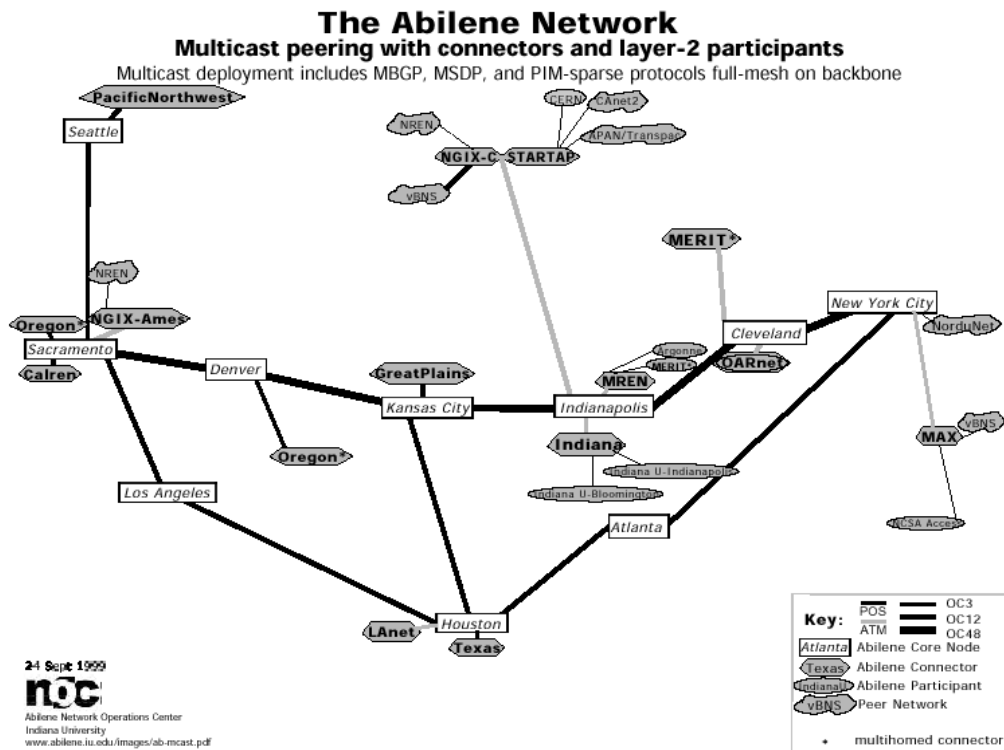 The Abilene Network
Multicast peering with connectors and layer-2 participants
Multicast deployment includes MBGP, MSDP, and PIM-sparse protocols full-mesh on backbone
PacificNorthwest
Seattle
CERN
CAnet2
NREN
APAN/Transpac
NGIX-C
STARTAP
vBNS
MERIT*
NREN
New York City
Oregon*
NGIX-Ames
NorduNet
Cleveland
Sacramento
Argonne
Calren
Denver
GreatPlains
MERIT*
OARnet
MREN
Kansas City
Indianapolis
vBNS
MAX
Indiana
Oregon*
Indiana U-Indianapolis
Los Angeles
Indiana U-Bloomington
Atlanta
NCSA Access
Houston
LAnet
Texas
Key:
POS
ATM
OC3
OC12
OC48
Atlanta Abilene Core Node
Texas Abilene Connector
IndianaU Abilene Participant
vBNS Peer Network
* multihomed connector
24 Sept 1999
noc
Abilene Network Operations Center
Indiana University
www.abilene.iu.edu/images/ab-mcast.pdf